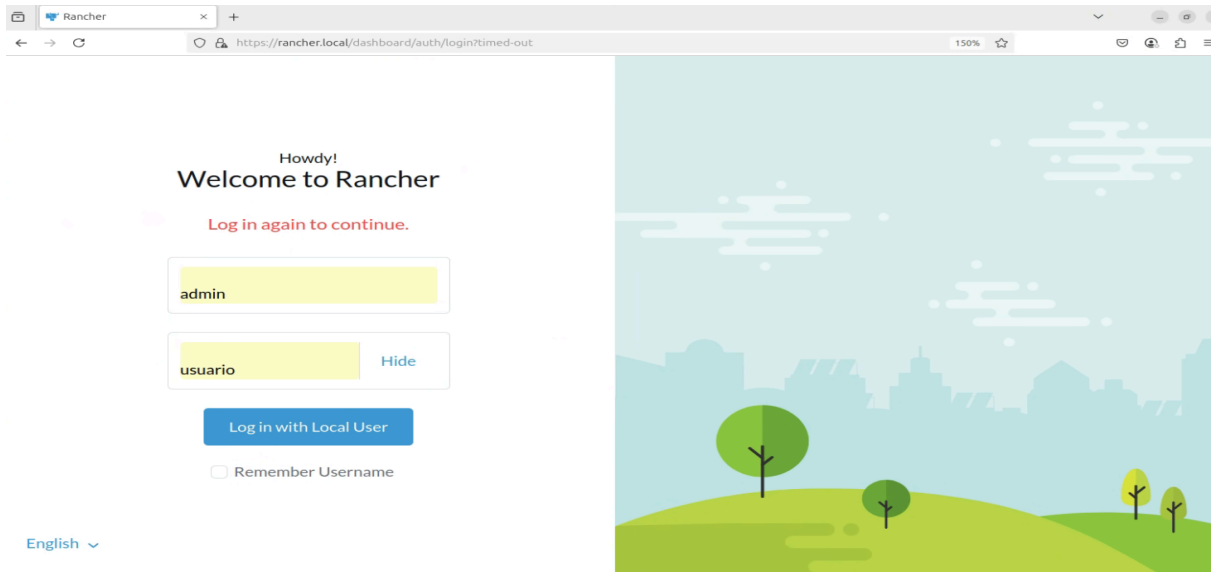 Rancher
https://rancher.local/dashboard/auth/login?timed-out
150%
Howdy!
Welcome to Rancher
Log in again to continue.
admin
usuario
Hide
Log in with Local User
Remember Username
English